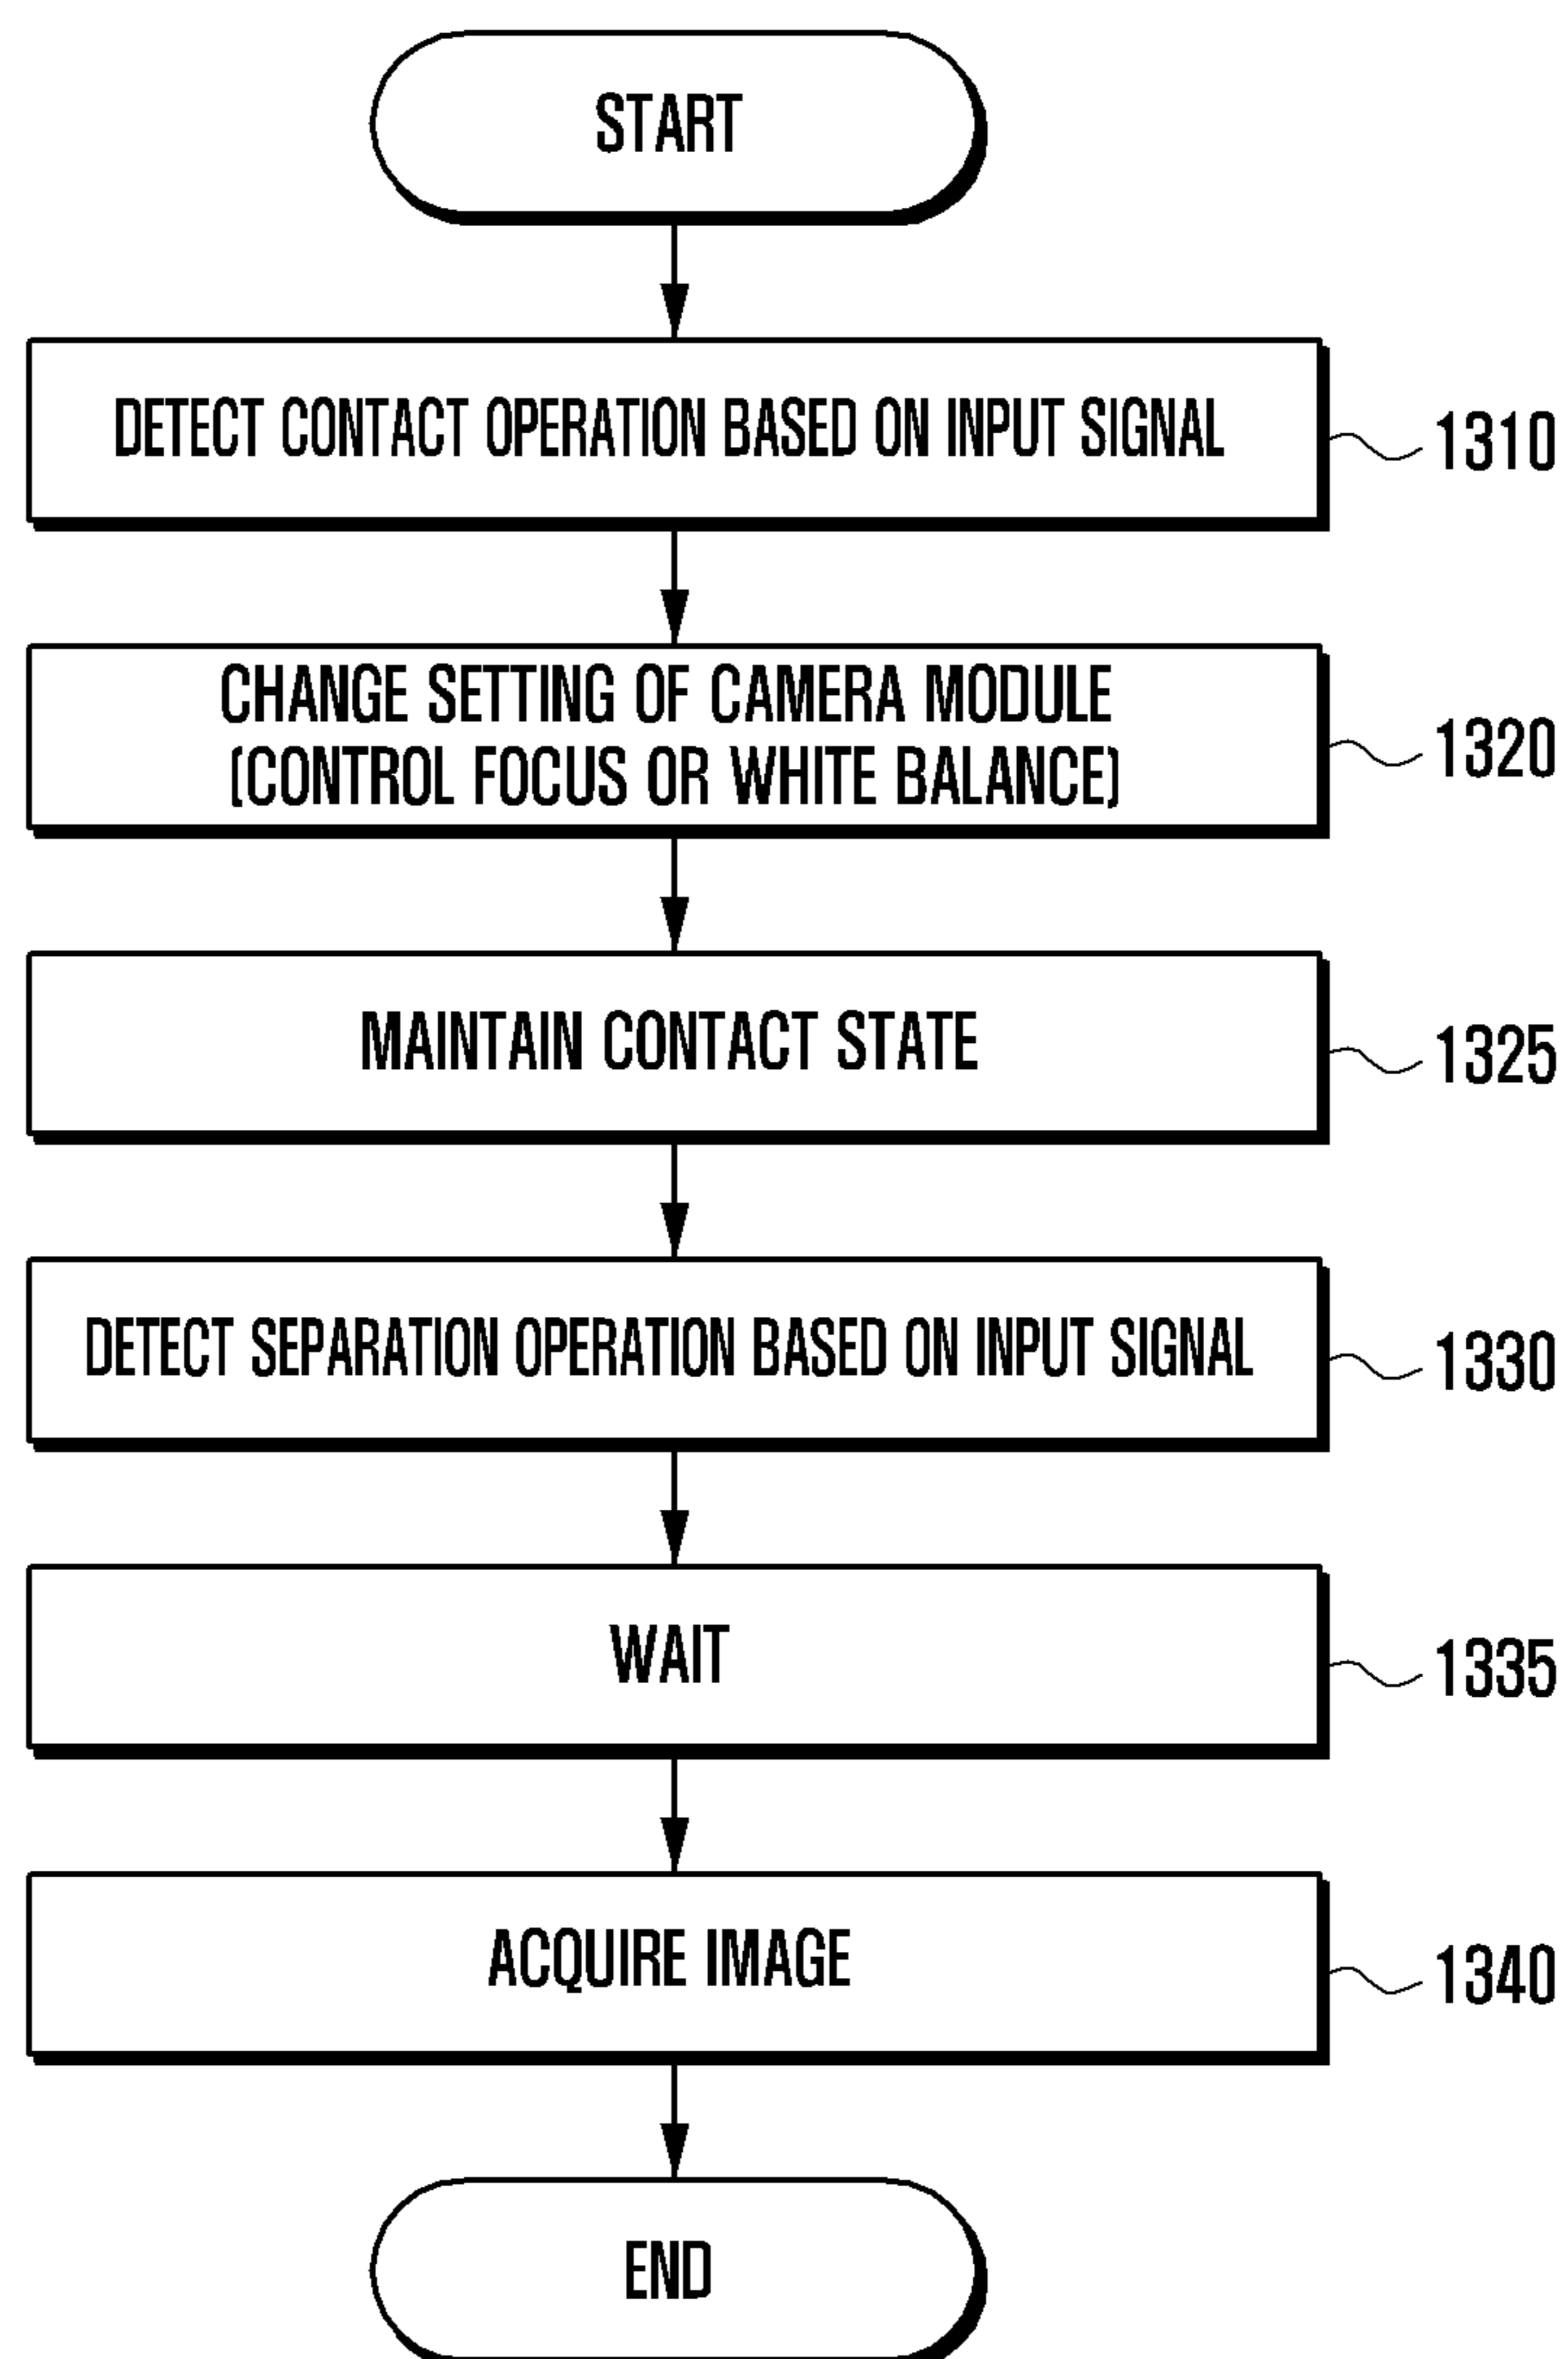 START
DETECT CONTACT OPERATION BASED ON INPUT SIGNAL
1310
CHANGE SETTING OF CAMERA MODULE
(CONTROL FOCUS OR WHITE BALANCE)
1320
MAINTAIN CONTACT STATE
1325
DETECT SEPARATION OPERATION BASED ON INPUT SIGNAL
1330
WAIT
1335
ACQUIRE IMAGE
1340
END